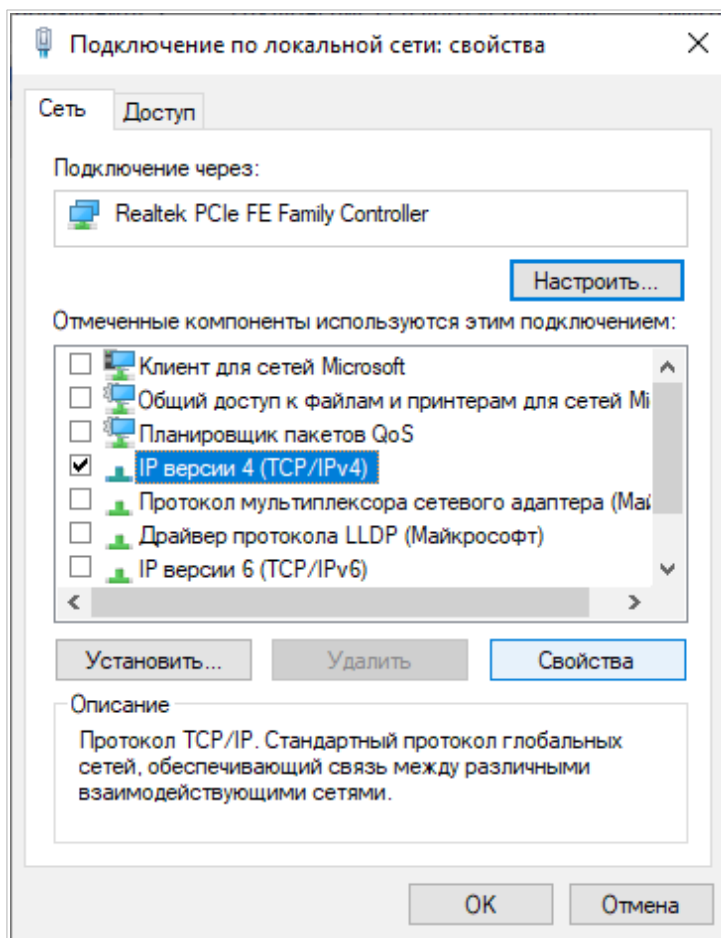 Подключение по локальной сети: свойства
Сеть
Доступ
Подключение через:
Realtek PCIe FE Family Controller
Настроить...
Отмеченные компоненты используются этим подключением:
Клиент для сетей Microsoft
Общий доступ к файлам и принтерам для сетей Mi
Планировщик пакетов QoS
IP версии 4 (TCP/IPv4)
Протокол мультиплексора сетевого адаптера (Май
Драйвер протокола LLDP (Майкрософт)
IP версии 6 (TCP/IPv6)
Установить...
Удалить
Свойства
Описание
Протокол TCP/IP. Стандартный протокол глобальных
сетей, обеспечивающий связь между различными
взаимодействующими сетями.
OK
Отмена